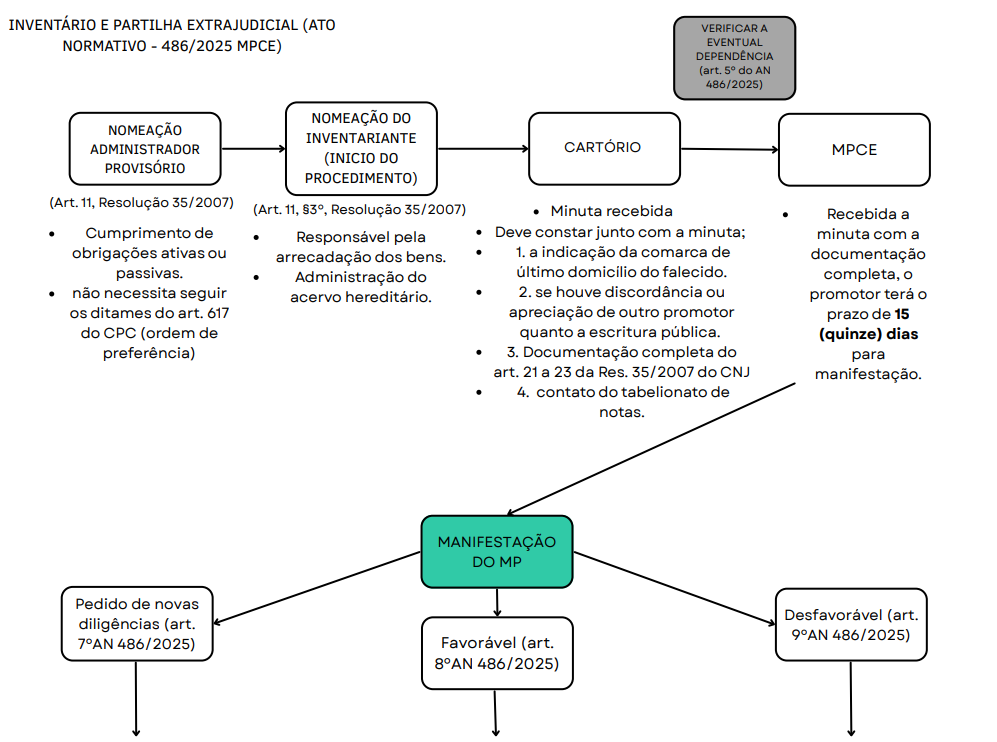 INVENTÁRIO E PARTILHA EXTRAJUDICIAL (ATO
NORMATIVO - 486/2025 MPCE)
VERIFICAR A
EVENTUAL
DEPENDÊNCIA
(art. 5º do AN
486/2025)
NOMEAÇÃO
ADMINISTRADOR
PROVISÓRIO
(Art. 11, Resolução 35/2007)
• Cumprimento de
obrigações ativas ou
passivas.
• não necessita seguir
os ditames do art. 617
do CPC (ordem de
preferência)
NOMEAÇÃO DO
INVENTARIANTE
(INICIO DO
PROCEDIMENTO)
(Art. 11, §3º, Resolução 35/2007)
• Responsável pela
arrecadação dos bens.
• Administração do
acervo hereditário.
CARTÓRIO
• Minuta recebida
• Deve constar junto com a minuta;
• 1. a indicação da comarca de
último domicílio do falecido.
• 2. se houve discordância ou
apreciação de outro promotor
quanto a escritura pública.
• 3. Documentação completa do
art. 21 a 23 da Res. 35/2007 do CNJ
• 4. contato do tabelionato de
notas.
MPCE
• Recebida a
minuta com a
documentação
completa, o
promotor terá o
prazo de 15
(quinze) dias
para
manifestação.
MANIFESTAÇÃO
DO MP
Pedido de novas
diligências (art.
7ºAN 486/2025)
Favorável (art.
8ºAN 486/2025)
Desfavorável (art.
9ºAN 486/2025)